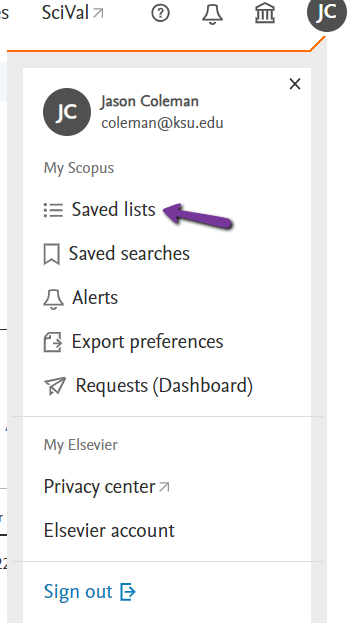 SciVal
JC
JC
Jason Coleman
coleman@ksu.edu
My Scopus
Saved lists
Saved searches
Alerts
Export preferences
Requests (Dashboard)
My Elsevier
Privacy center
Elsevier account
Sign out